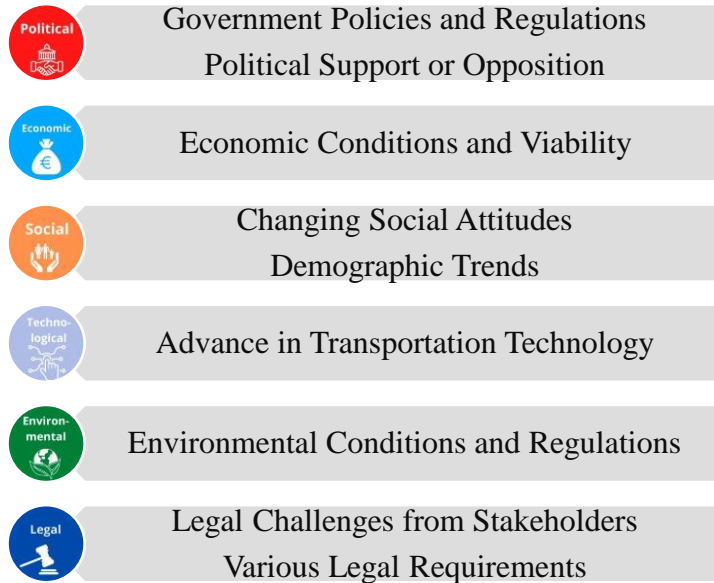 Political
Government Policies and Regulations
Political Support or Opposition
Economic
€
Economic Conditions and Viability
Social
Changing Social Attitudes
Demographic Trends
Techno-
logical
Advance in Transportation Technology
Environ-
mental
Environmental Conditions and Regulations
Legal
Legal Challenges from Stakeholders
Various Legal Requirements